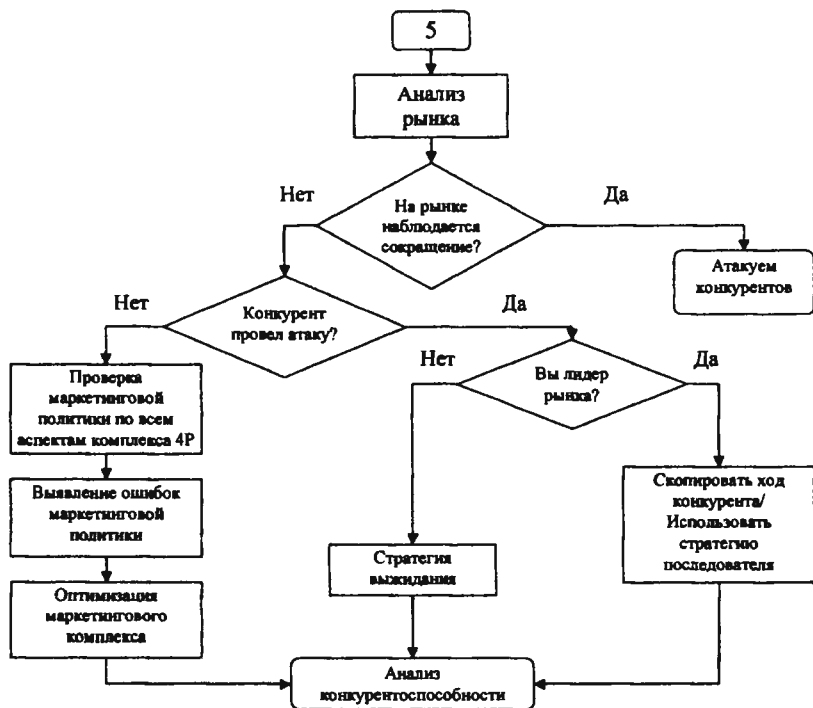 5
Анализ
рынка
Нет
Да
На рынке
наблюдается
сокращение?
Атакуем
конкурентов
Нет
Конкурент
провел атаку?
Да
Нет
Вы лидер
рынка?
Да
Проверка
маркетинговой
политики по всем
аспектам комплекса 4Р
Выявление ошибок
маркетинговой
политики
Оптимизация
маркетингового
комплекса
Стратегия
выжидания
Скопировать ход
конкурента/
Использовать
стратегию
последователя
Анализ
конкурентоспособности